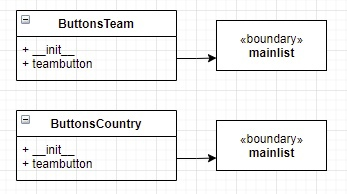 ButtonsTeam
+ __init__
+ teambutton
«boundary»
mainlist
ButtonsCountry
+ __init__
+ teambutton
«boundary»
mainlist